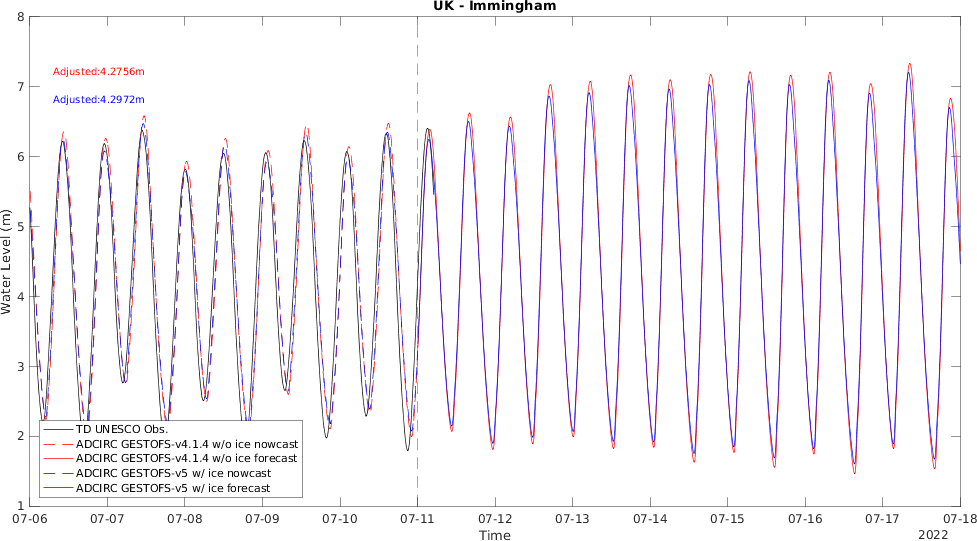 UK - Immingham
8
7
6
5
4
3
2
1
Water Level (m)
Adjusted:4.2756m
Adjusted:4.2972m
TD UNESCO Obs.
ADCIRC GESTOFS-v4.1.4 w/o ice nowcast
ADCIRC GESTOFS-v4.1.4 w/o ice forecast
ADCIRC GESTOFS-v5 w/ ice nowcast
ADCIRC GESTOFS-v5 w/ ice forecast
07-06 07-07 07-08 07-09 07-10 07-11 07-12 07-13 07-14 07-15 07-16 07-17 07-18
Time
2022